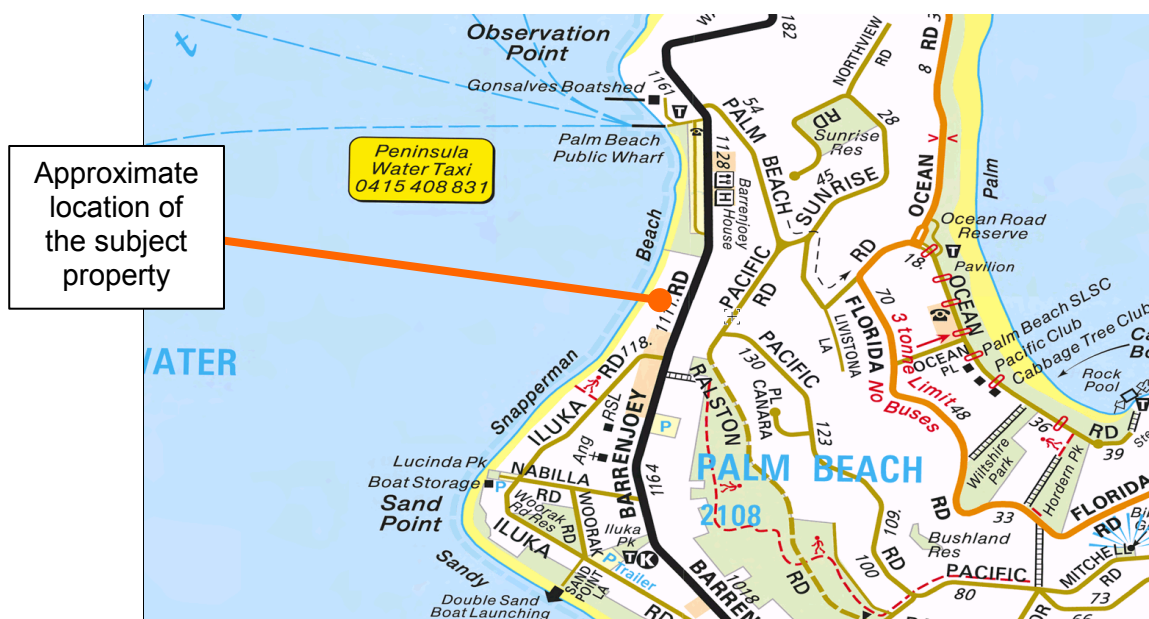 Approximate
location of
the subject
property
Observation
Point
Gonsalves Boatshed
1161
T
Palm Beach
Public Wharf
Peninsula
Water Taxi
0415 408 831
182
54
PALM
BEACH
1128
H
Barrenjoey
House
NORTHVIEW
RD
RD
28
Sunrise
Res
45
SUNRISE
8
RD
OCEAN
Palm
Ocean Road
Reserve
T
Pavilion
18.
OCEAN
Palm Beach SLSC
Pacific Club
Cabbage Tree Club
Rock
Pool
T
Beach
1111.
RD
PACIFIC
RD
RD
70
FLORIDA
LIVISTONA
LA
3 tonne Limit
No Buses
OCEAN
PL
48
36
RD
39
WATER
Snapperman
118.
RD
ILUKA
RSL
Ang
P
BARRENJOEY
1194
RALSTON
130
PACIFIC
PL
CANARA
123
PALM BEACH
2108
Wiltshire
Park
Hordern Pk
Lucinda Pk
Boat Storage
P
NABILLA
RD
Sand
Point
Woorak
Rd Res
WOORAK
RD
ILUKA
Iluka
Pk
T
K
P
Trailer
109.
RD
100
RD
33
FLORIDA
RD
Bushland
Res
PACIFIC
80
MITCHELL
RD
73
66
Sandy
SAND
POINT
LA
Double Sand
Boat Launching
RD
1018
BARREN
RD